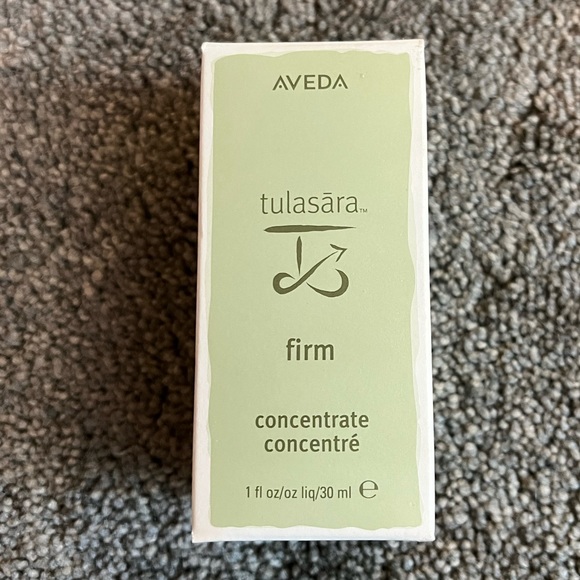 AVEDA
tulasāra™
firm
concentrate
concentré
1 fl oz/oz liq/30 ml ℮